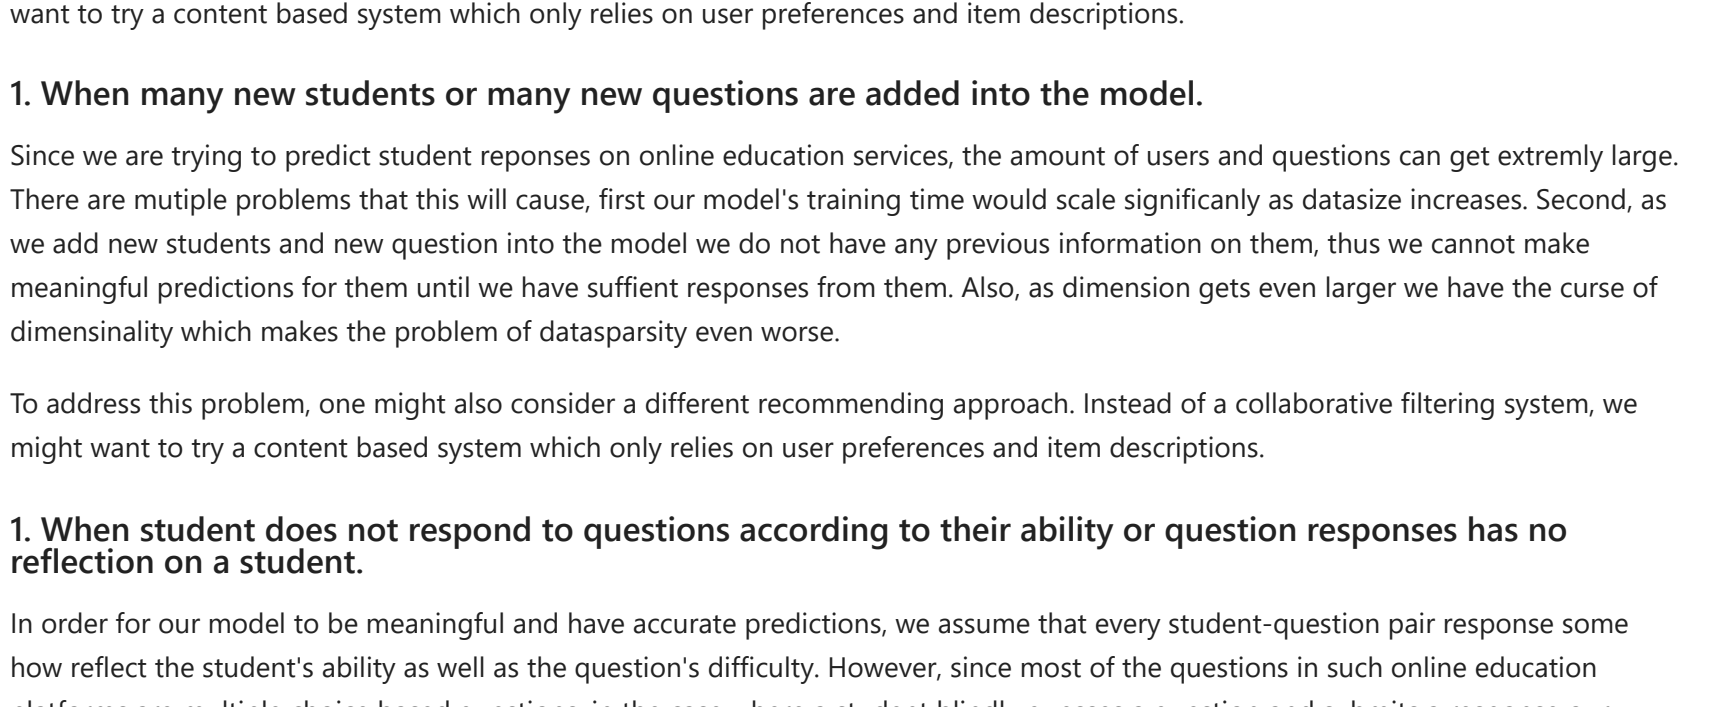 want to try a content based system which only relies on user preferences and item descriptions.
1. When many new students or many new questions are added into the model.
Since we are trying to predict student reponses on online education services, the amount of users and questions can get extremly large.
There are mutiple problems that this will cause, first our model's training time would scale significanly as datasize increases. Second, as
we add new students and new question into the model we do not have any previous information on them, thus we cannot make
meaningful predictions for them until we have suffient responses from them. Also, as dimension gets even larger we have the curse of
dimensinality which makes the problem of datasparsity even worse.
To address this problem, one might also consider a different recommending approach. Instead of a collaborative filtering system, we
might want to try a content based system which only relies on user preferences and item descriptions.
1. When student does not respond to questions according to their ability or question responses has no
reflection on a student.
In order for our model to be meaningful and have accurate predictions, we assume that every student-question pair response some
how reflect the student's ability as well as the question's difficulty. However, since most of the questions in such online education